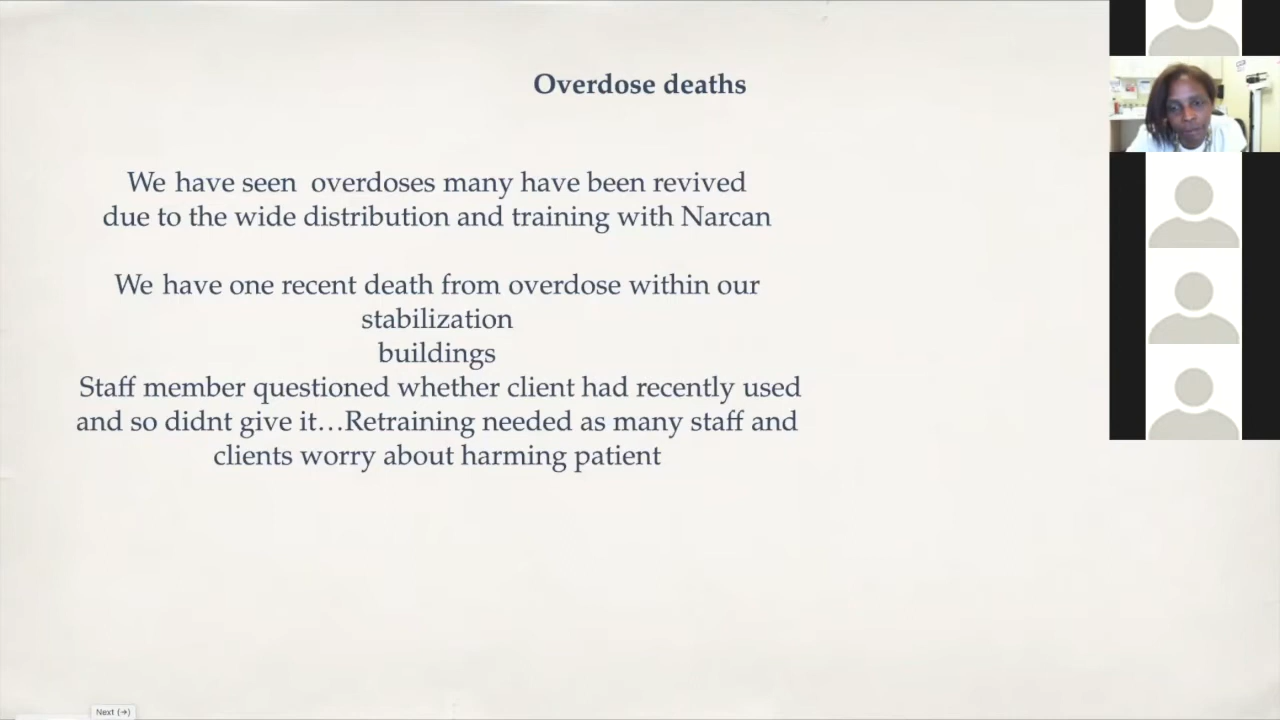 Overdose deaths
We have seen  overdoses many have been revived
due to the wide distribution and training with Narcan
We have one recent death from overdose within our
stabilization
buildings
Staff member questioned whether client had recently used
and so didnt give it…Retraining needed as many staff and
clients worry about harming patient
Next (→)